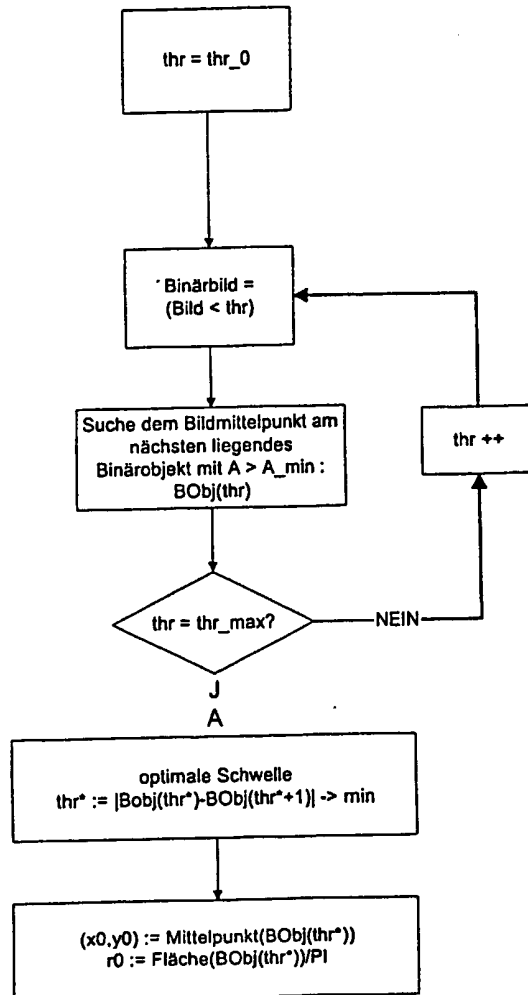 thr = thr_0
Binärbild =
(Bild < thr)
Suche dem Bildmittelpunkt am
nächsten liegendes
Binärobjekt mit A > A_min :
BObj(thr)
thr ++
thr = thr_max?
NEIN
J
A
optimale Schwelle
thr* := |Bobj(thr*)-BObj(thr*+1)| -> min
(x0,y0) := Mittelpunkt(BObj(thr*))
r0 := Fläche(BObj(thr*))/PI